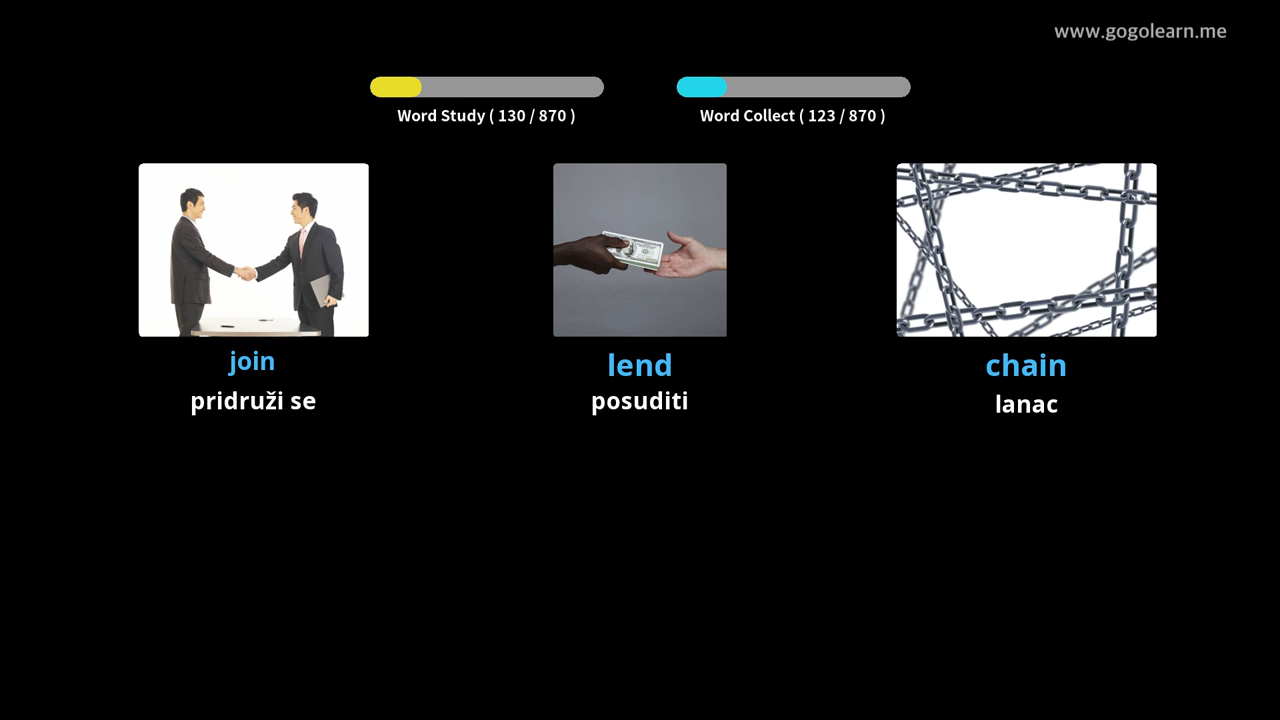 www.gogolearn.me
Word Study ( 130 / 870 )
Word Collect ( 123 / 870 )
join
lend
chain
pridruži se
posuditi
lanac